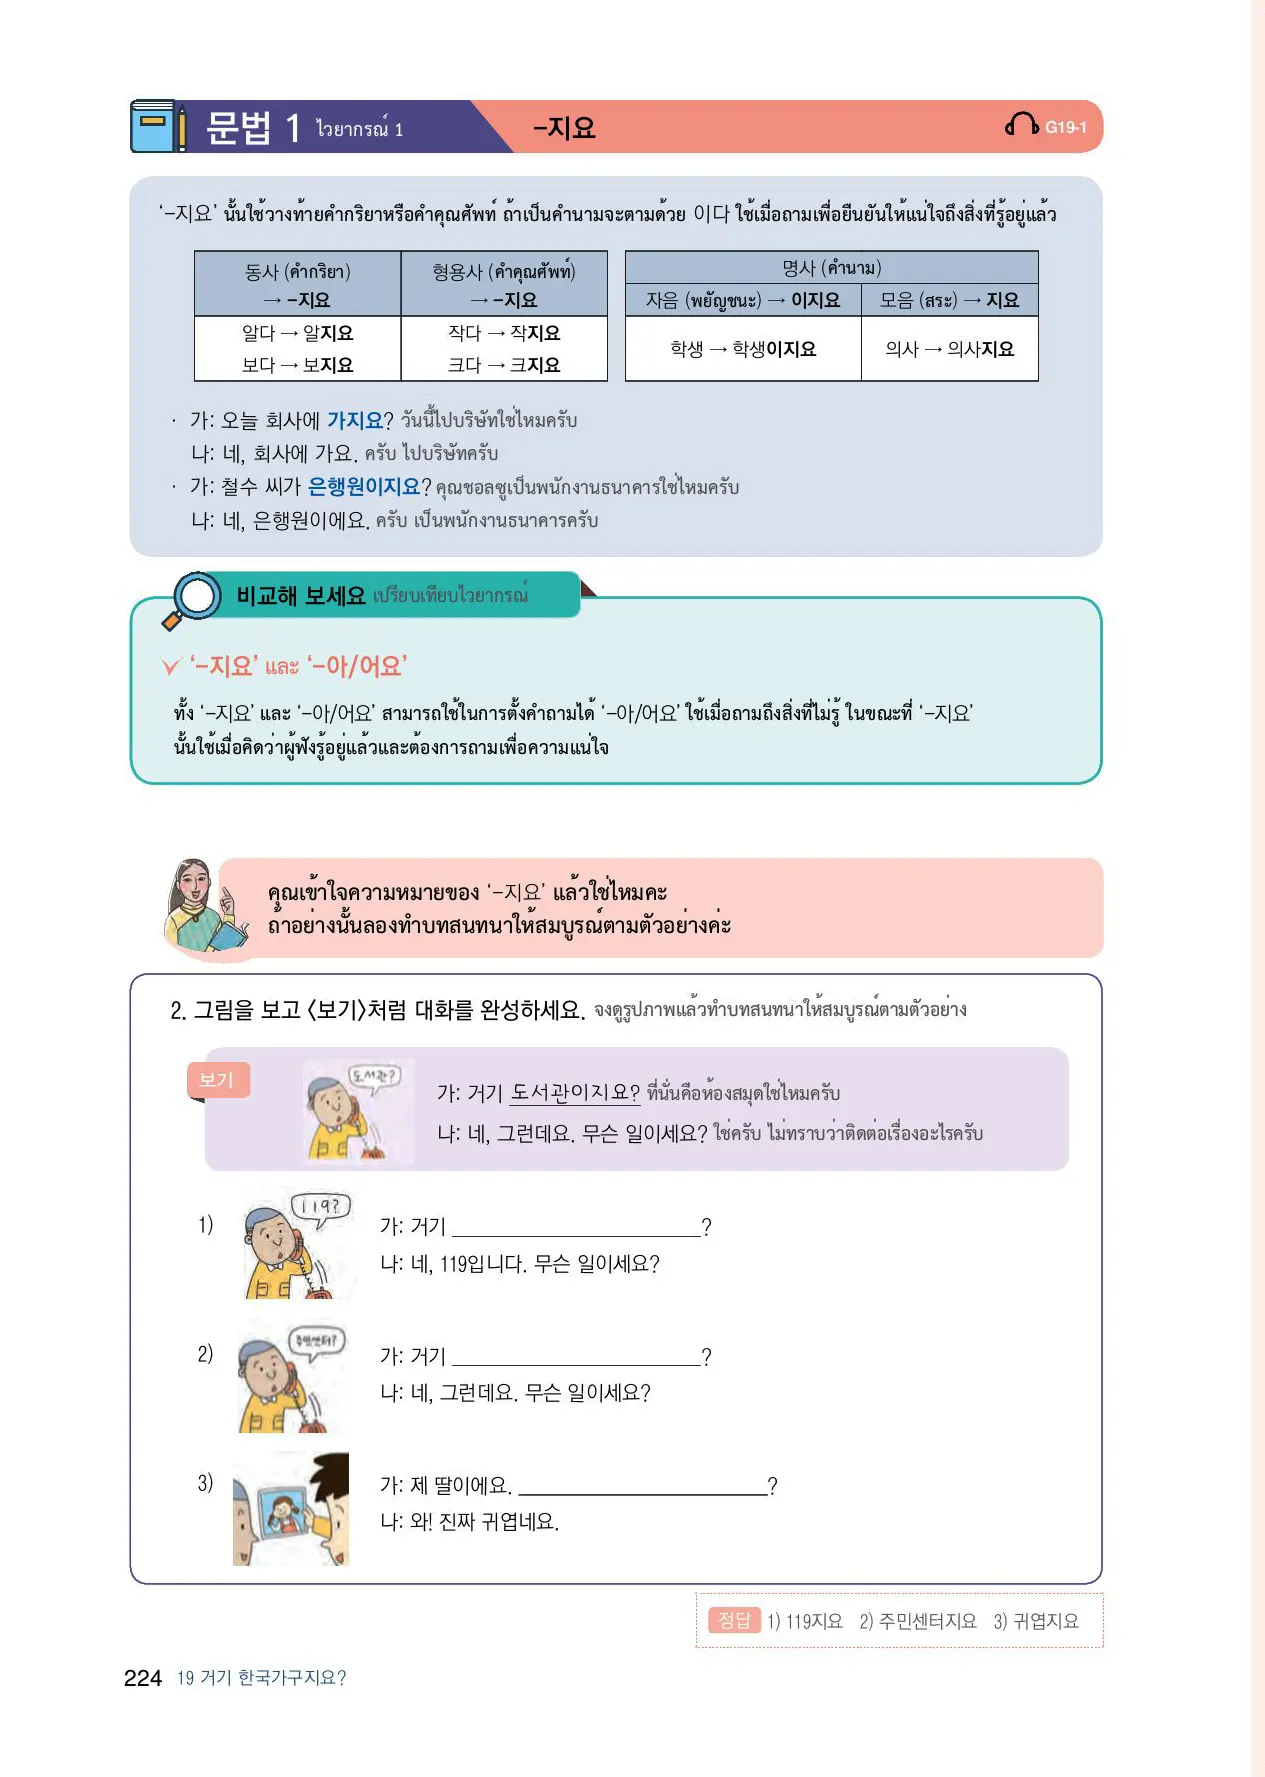 문법 1 ไวยากรณ์ 1
-지요
G19-1
‘-지요’ นั้นใช้วางท้ายคำกริยาหรือคำคุณศัพท์ ถ้าเป็นคำนามจะตามด้วย 이다 ใช้เมื่อถามเพื่อยืนยันให้แน่ใจถึงสิ่งที่รู้อยู่แล้ว
동사 (คำกริยา)
→ -지요
형용사 (คำคุณศัพท์)
→ -지요
알다 → 알지요
보다 → 보지요
작다 → 작지요
크다 → 크지요
명사 (คำนาม)
자음 (พยัญชนะ) → 이지요
모음 (สระ) → 지요
학생 → 학생이지요
의사 → 의사지요
· 가: 오늘 회사에 가지요? วันนี้ไปบริษัทใช่ไหมครับ
나: 네, 회사에 가요. ครับ ไปบริษัทครับ
· 가: 철수 씨가 은행원이지요? คุณชอลซูเป็นพนักงานธนาคารใช่ไหมครับ
나: 네, 은행원이에요. ครับ เป็นพนักงานธนาคารครับ
비교해 보세요 เปรียบเทียบไวยากรณ์
‘-지요’ และ ‘-아/어요’
ทั้ง ‘-지요’ และ ‘-아/어요’ สามารถใช้ในการตั้งคำถามได้ ‘-아/어요’ ใช้เมื่อถามถึงสิ่งที่ไม่รู้ ในขณะที่ ‘-지요’
นั้นใช้เมื่อคิดว่าผู้ฟังรู้อยู่แล้วและต้องการถามเพื่อความแน่ใจ
คุณเข้าใจความหมายของ ‘-지요’ แล้วใช่ไหมคะ
ถ้าอย่างนั้นลองทำบทสนทนาให้สมบูรณ์ตามตัวอย่างค่ะ
2. 그림을 보고 〈보기〉처럼 대화를 완성하세요. จงดูรูปภาพแล้วทำบทสนทนาให้สมบูรณ์ตามตัวอย่าง
보기
도서관?
가: 거기 도서관이지요? ที่นั่นคือห้องสมุดใช่ไหมครับ
나: 네, 그런데요. 무슨 일이세요? ใช่ครับ ไม่ทราบว่าติดต่อเรื่องอะไรครับ
1)
119?
가: 거기 ____________________?
나: 네, 119입니다. 무슨 일이세요?
2)
주민센터?
가: 거기 ____________________?
나: 네, 그런데요. 무슨 일이세요?
3)
가: 제 딸이에요. ____________________?
나: 와! 진짜 귀엽네요.
정답 1) 119지요 2) 주민센터지요 3) 귀엽지요
224 19 거기 한국가구지요?